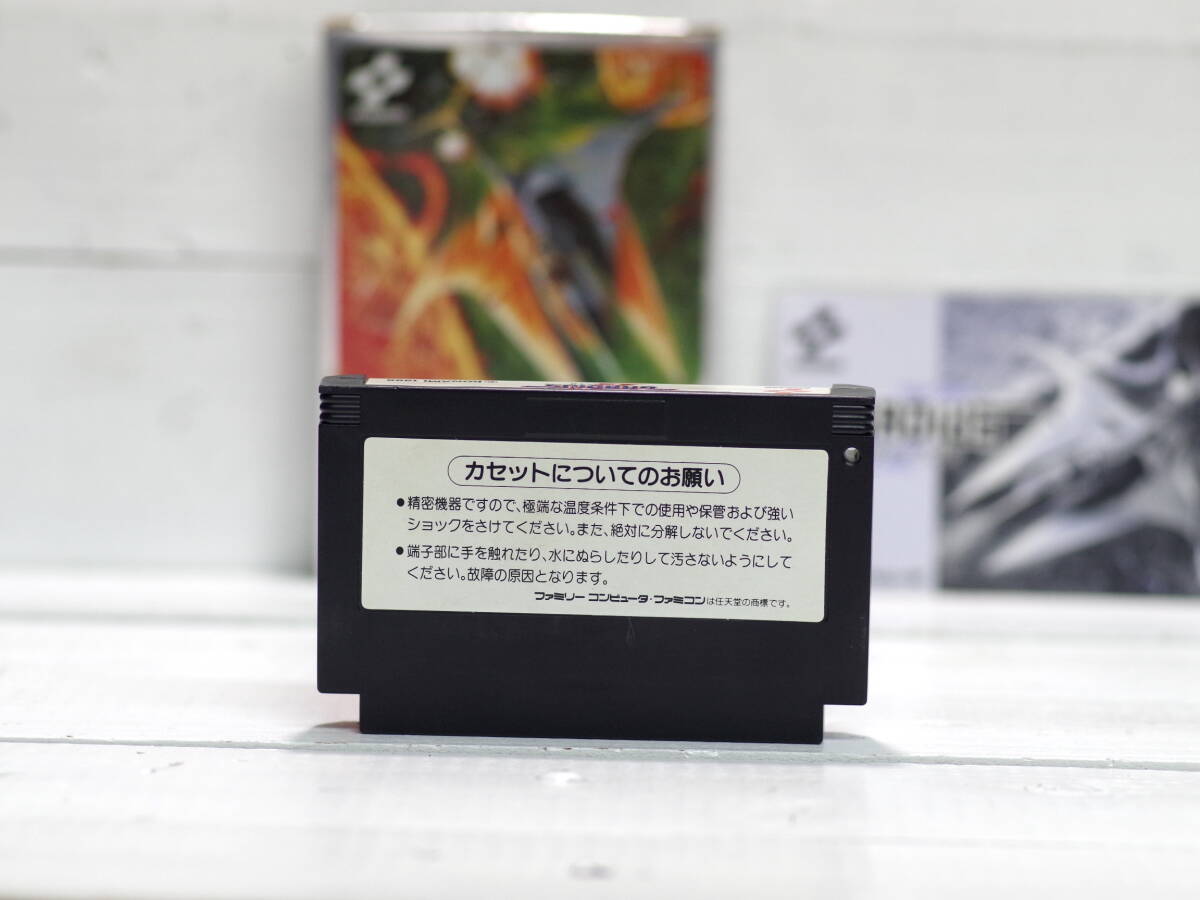 カセットについてのお願い
●精密機器ですので、極端な温度条件下での使用や保管および強い
ショックをさけてください。また、絶対に分解しないでください。
●端子部に手を触れたり、水にぬらしたりして汚さないようにして
ください。故障の原因となります。
ファミリー コンピュータ・ファミコンは任天堂の商標です。